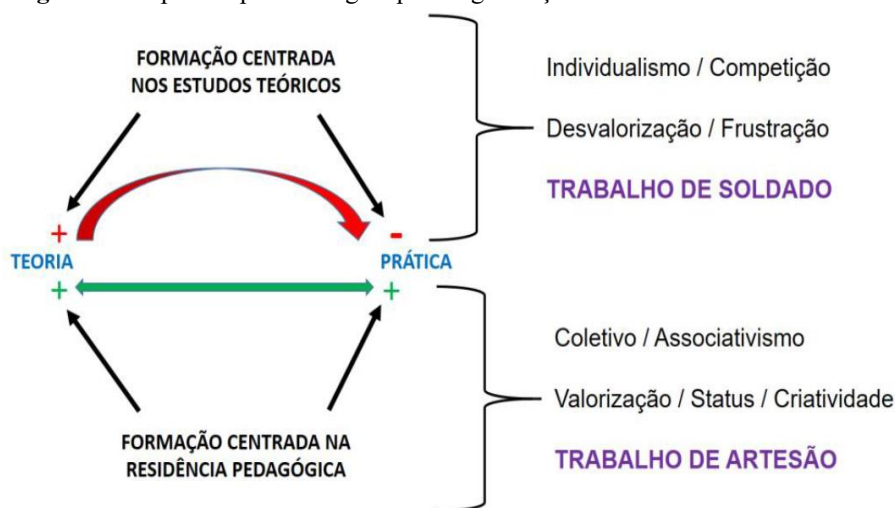 FORMAÇÃO CENTRADA
NOS ESTUDOS TEÓRICOS
Individualismo / Competição
Desvalorização / Frustração
TRABALHO DE SOLDADO
+
-
TEORIA
PRÁTICA
+
+
Coletivo / Associativismo
Valorização / Status / Criatividade
TRABALHO DE ARTESÃO
FORMAÇÃO CENTRADA NA
RESIDÊNCIA PEDAGÓGICA